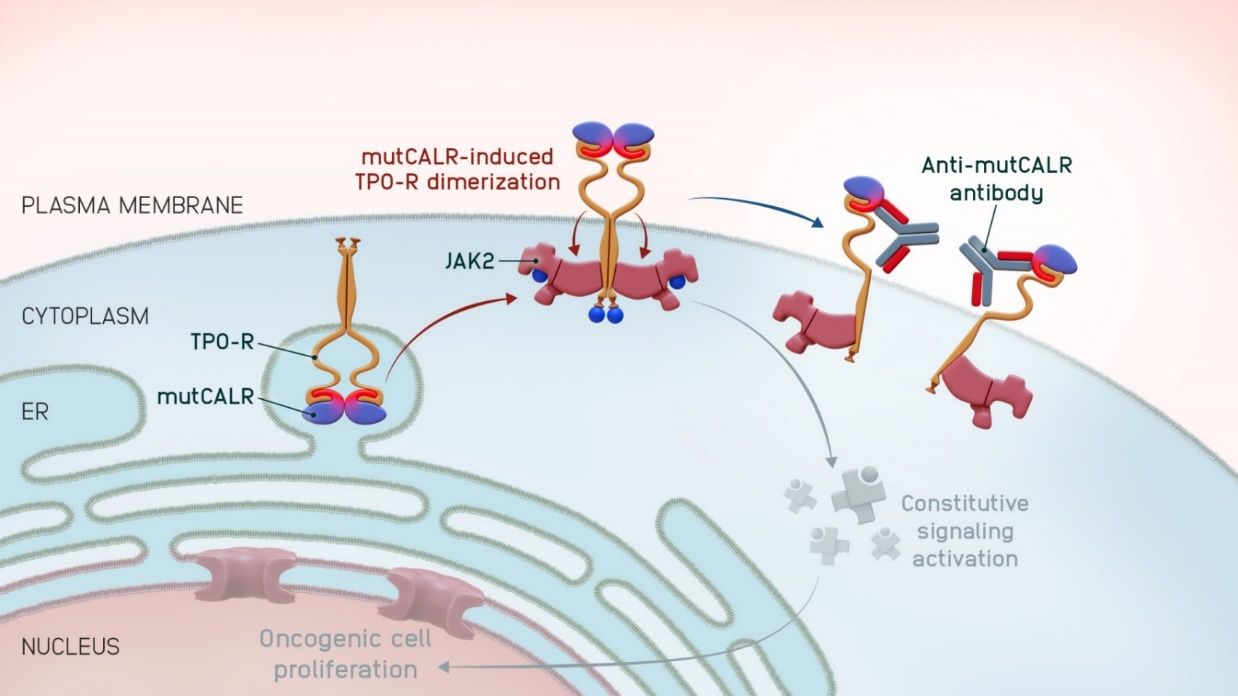 mutCALR-induced
TPO-R dimerization
Anti-mutCALR
antibody
PLASMA MEMBRANE
JAK2
CYTOPLASM
TPO-R
mutCALR
ER
Constitutive
signaling
activation
NUCLEUS
Oncogenic cell
proliferation